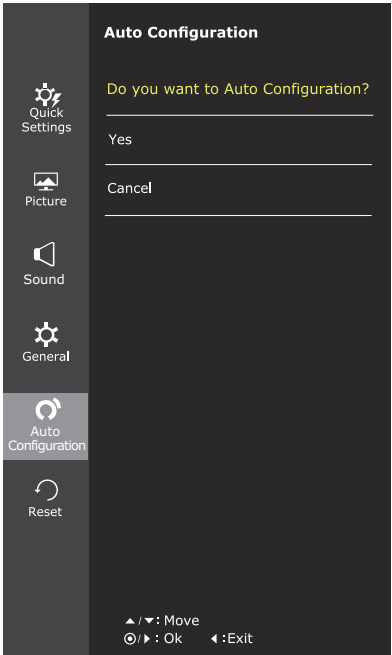 Auto Configuration
Do you want to Auto Configuration?
Yes
Cancel
Quick
Settings
Picture
Sound
General
Auto
Configuration
Reset
▲/▼: Move
◉/▶ : Ok ◀ :Exit